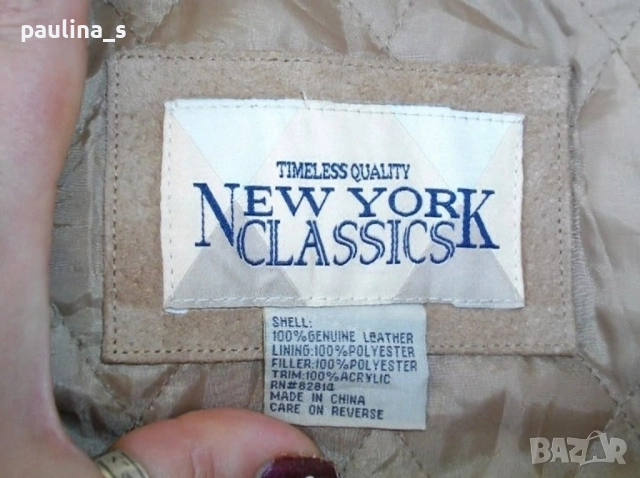 paulina_s
TIMELESS QUALITY
NEW YORK
CLASSICS
SHELL:
100%GENUINE LEATHER
LINING:100%POLYESTER
FILLER:100%POLYESTER
TRIM:100%ACRYLIC
RN#82814
MADE IN CHINA
CARE ON REVERSE
BAZAR